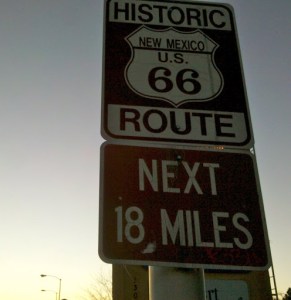 HISTORIC
NEW MEXICO
U.S.
66
ROUTE
NEXT
18 MILES